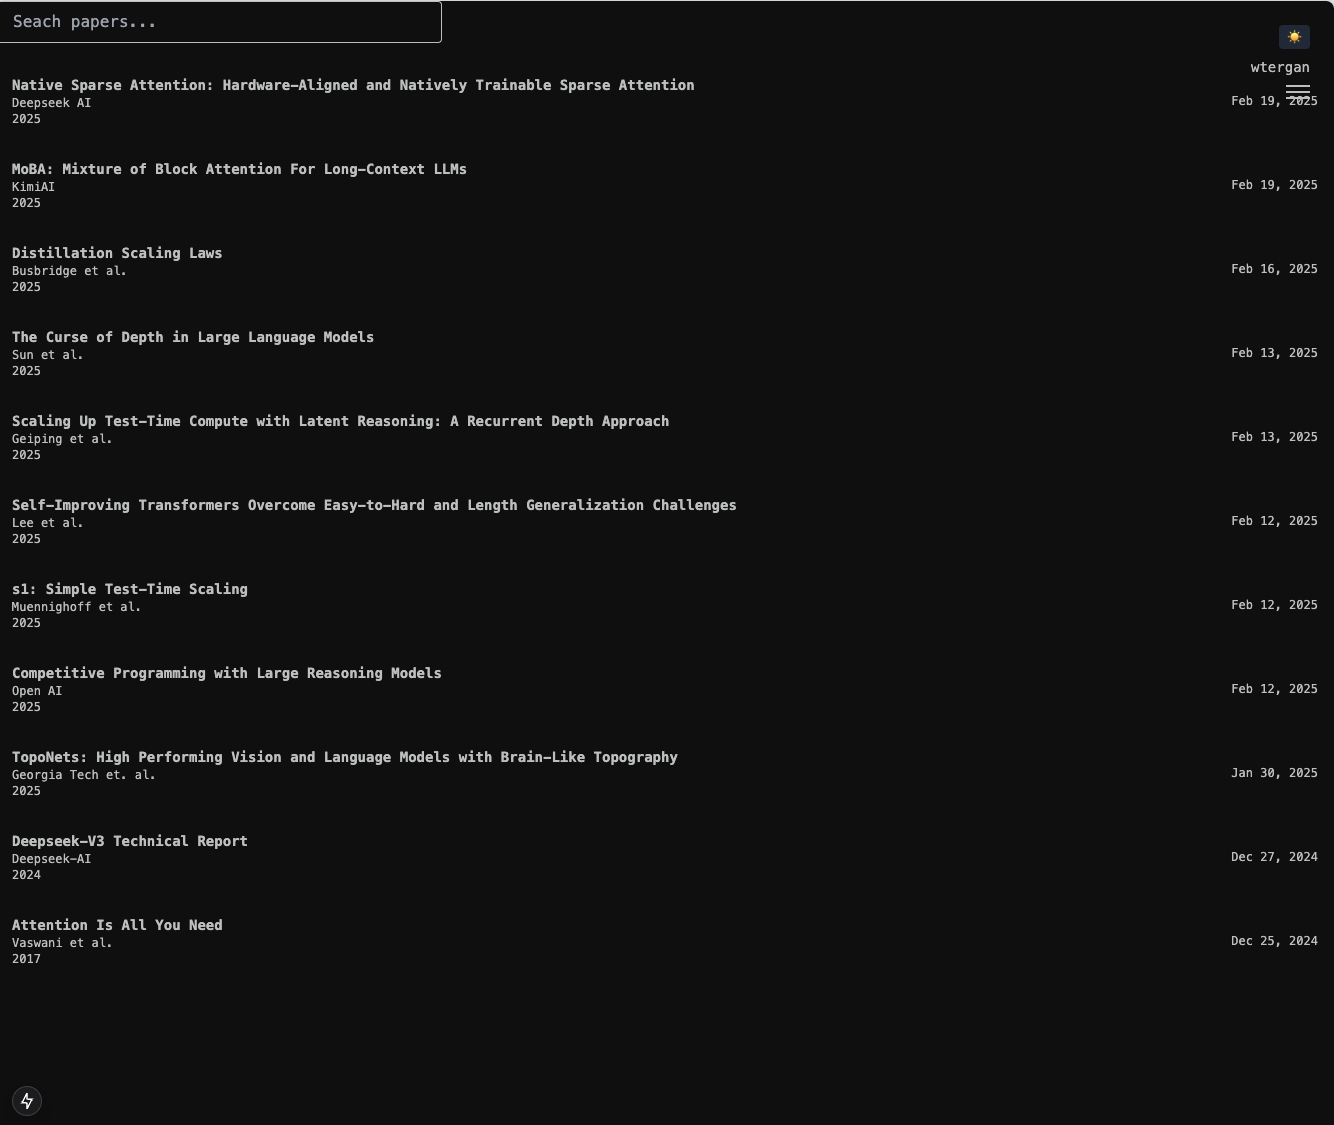 Seach papers...
wtergan
Native Sparse Attention: Hardware-Aligned and Natively Trainable Sparse Attention
Deepseek AI
Feb 19, 2025
2025
MoBA: Mixture of Block Attention For Long-Context LLMs
KimiAI
Feb 19, 2025
2025
Distillation Scaling Laws
Busbridge et al.
Feb 16, 2025
2025
The Curse of Depth in Large Language Models
Sun et al.
Feb 13, 2025
2025
Scaling Up Test-Time Compute with Latent Reasoning: A Recurrent Depth Approach
Geiping et al.
Feb 13, 2025
2025
Self-Improving Transformers Overcome Easy-to-Hard and Length Generalization Challenges
Lee et al.
Feb 12, 2025
2025
s1: Simple Test-Time Scaling
Muennighoff et al.
Feb 12, 2025
2025
Competitive Programming with Large Reasoning Models
Open AI
Feb 12, 2025
2025
TopoNets: High Performing Vision and Language Models with Brain-Like Topography
Georgia Tech et. al.
Jan 30, 2025
2025
Deepseek-V3 Technical Report
Deepseek-AI
Dec 27, 2024
2024
Attention Is All You Need
Vaswani et al.
Dec 25, 2024
2017